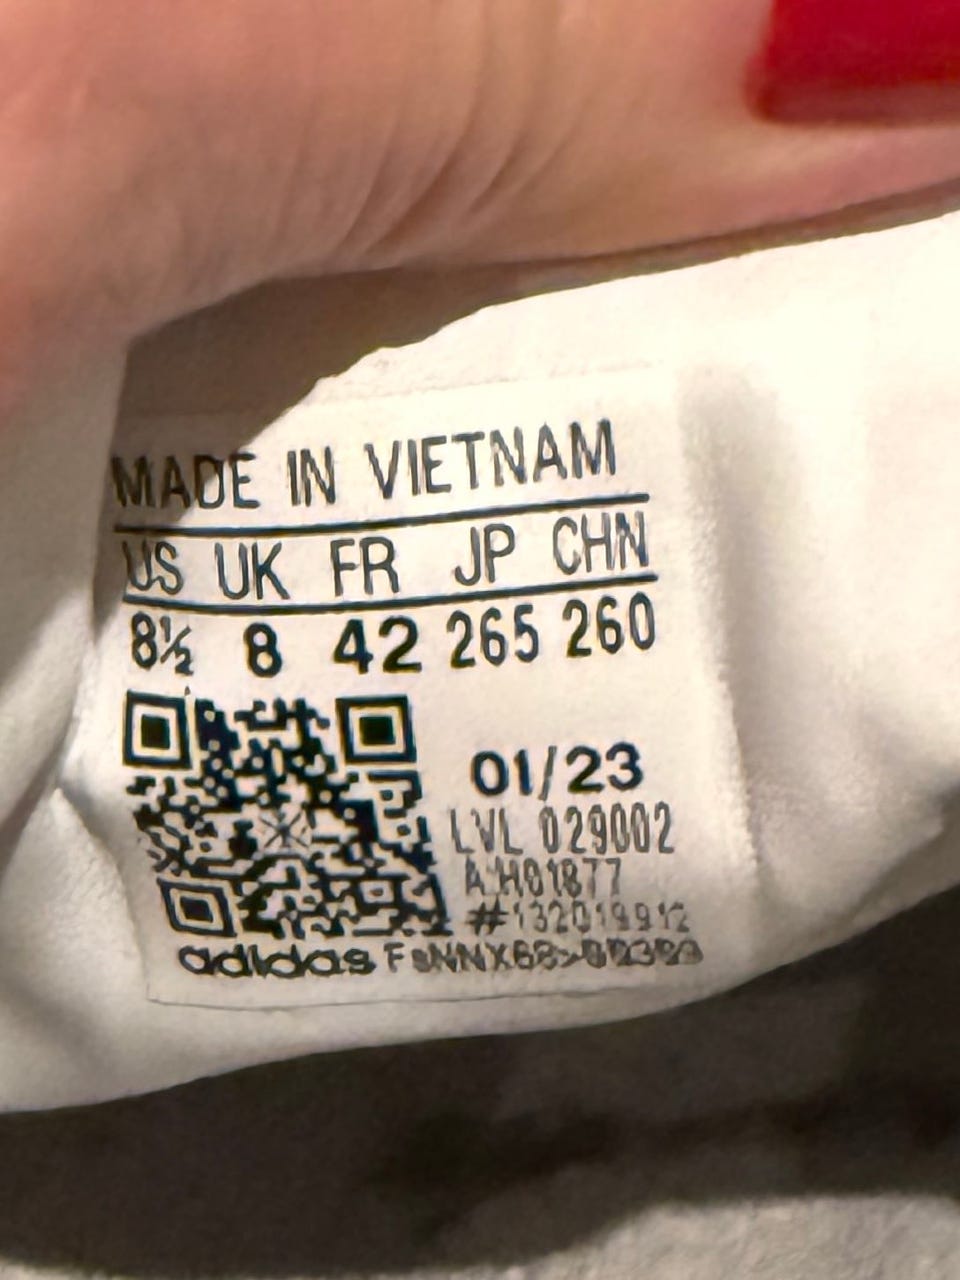 MADE IN VIETNAM
US UK FR JP CHN
8½ 8 42 265 260
01/23
LVL 029002
#132019912
adidas